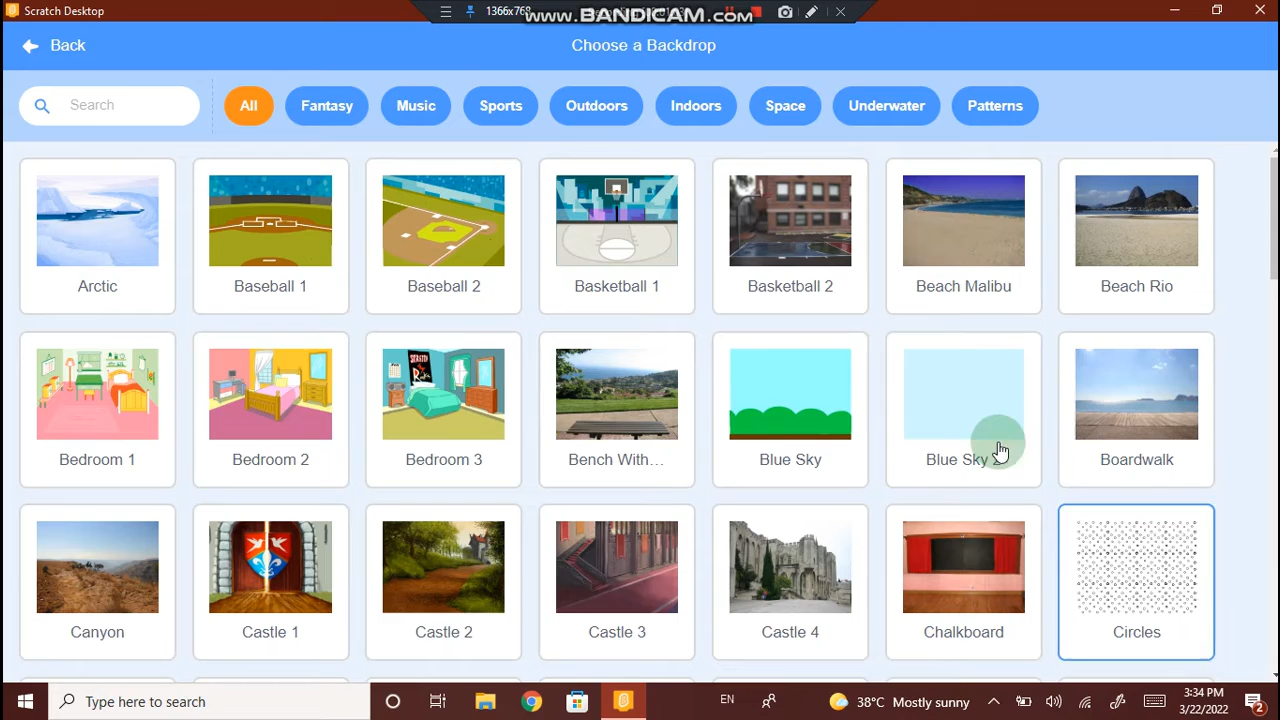 Scratch Desktop
1366x768
www.BANDICAM.com
Back
Choose a Backdrop
Search
All
Fantasy
Music
Sports
Outdoors
Indoors
Space
Underwater
Patterns
Arctic
Baseball 1
Baseball 2
Basketball 1
Basketball 2
Beach Malibu
Beach Rio
Bedroom 1
Bedroom 2
Bedroom 3
Bench With...
Blue Sky
Blue Sky 2
Boardwalk
Canyon
Castle 1
Castle 2
Castle 3
Castle 4
Chalkboard
Circles
Type here to search
EN
38°C Mostly sunny
3:34 PM
3/22/2022
2